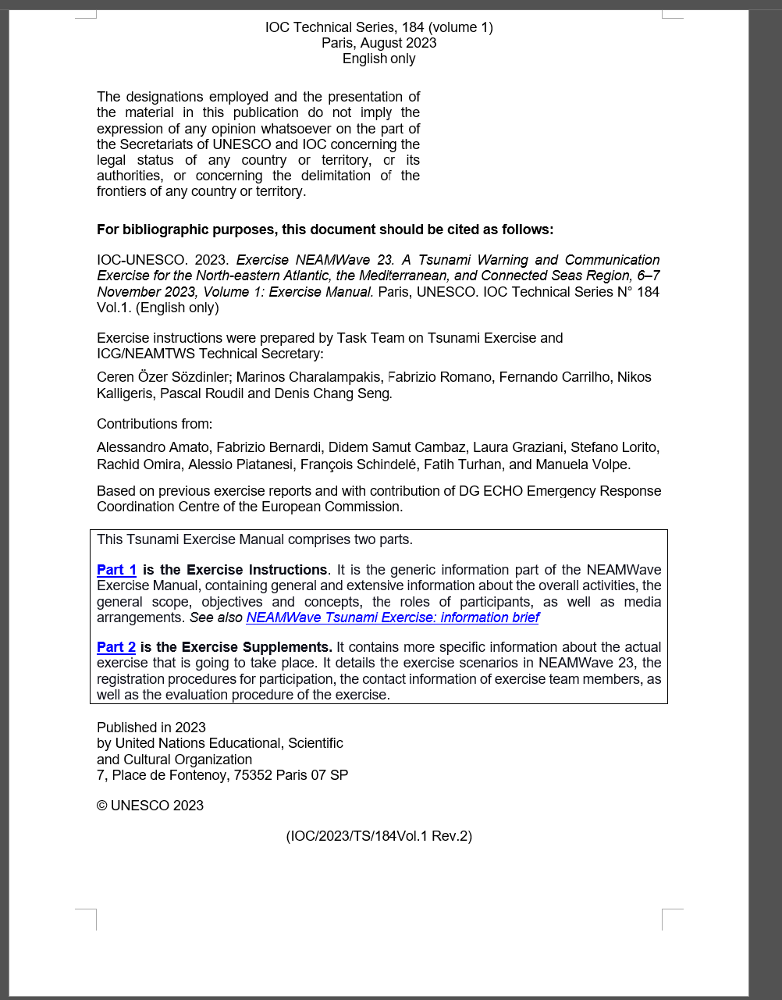 IOC Technical Series, 184 (volume 1)
Paris, August 2023
English only
The designations employed and the presentation of
the material in this publication do not imply the
expression of any opinion whatsoever on the part of
the Secretariats of UNESCO and IOC concerning the
legal status of any country or territory, or its
authorities, or concerning the delimitation of the
frontiers of any country or territory.
For bibliographic purposes, this document should be cited as follows:
IOC-UNESCO. 2023. Exercise NEAMWave 23. A Tsunami Warning and Communication
Exercise for the North-eastern Atlantic, the Mediterranean, and Connected Seas Region, 6–7
November 2023, Volume 1: Exercise Manual. Paris, UNESCO. IOC Technical Series N° 184
Vol.1. (English only)
Exercise instructions were prepared by Task Team on Tsunami Exercise and
ICG/NEAMTWS Technical Secretary:
Ceren Özer Sözdinler; Marinos Charalampakis, Fabrizio Romano, Fernando Carrilho, Nikos
Kalligeris, Pascal Roudil and Denis Chang Seng.
Contributions from:
Alessandro Amato, Fabrizio Bernardi, Didem Samut Cambaz, Laura Graziani, Stefano Lorito,
Rachid Omira, Alessio Piatanesi, François Schindelé, Fatih Turhan, and Manuela Volpe.
Based on previous exercise reports and with contribution of DG ECHO Emergency Response
Coordination Centre of the European Commission.
This Tsunami Exercise Manual comprises two parts.
Part 1 is the Exercise Instructions. It is the generic information part of the NEAMWave
Exercise Manual, containing general and extensive information about the overall activities, the
general scope, objectives and concepts, the roles of participants, as well as media
arrangements. See also NEAMWave Tsunami Exercise: information brief
Part 2 is the Exercise Supplements. It contains more specific information about the actual
exercise that is going to take place. It details the exercise scenarios in NEAMWave 23, the
registration procedures for participation, the contact information of exercise team members, as
well as the evaluation procedure of the exercise.
Published in 2023
by United Nations Educational, Scientific
and Cultural Organization
7, Place de Fontenoy, 75352 Paris 07 SP
© UNESCO 2023
(IOC/2023/TS/184Vol.1 Rev.2)